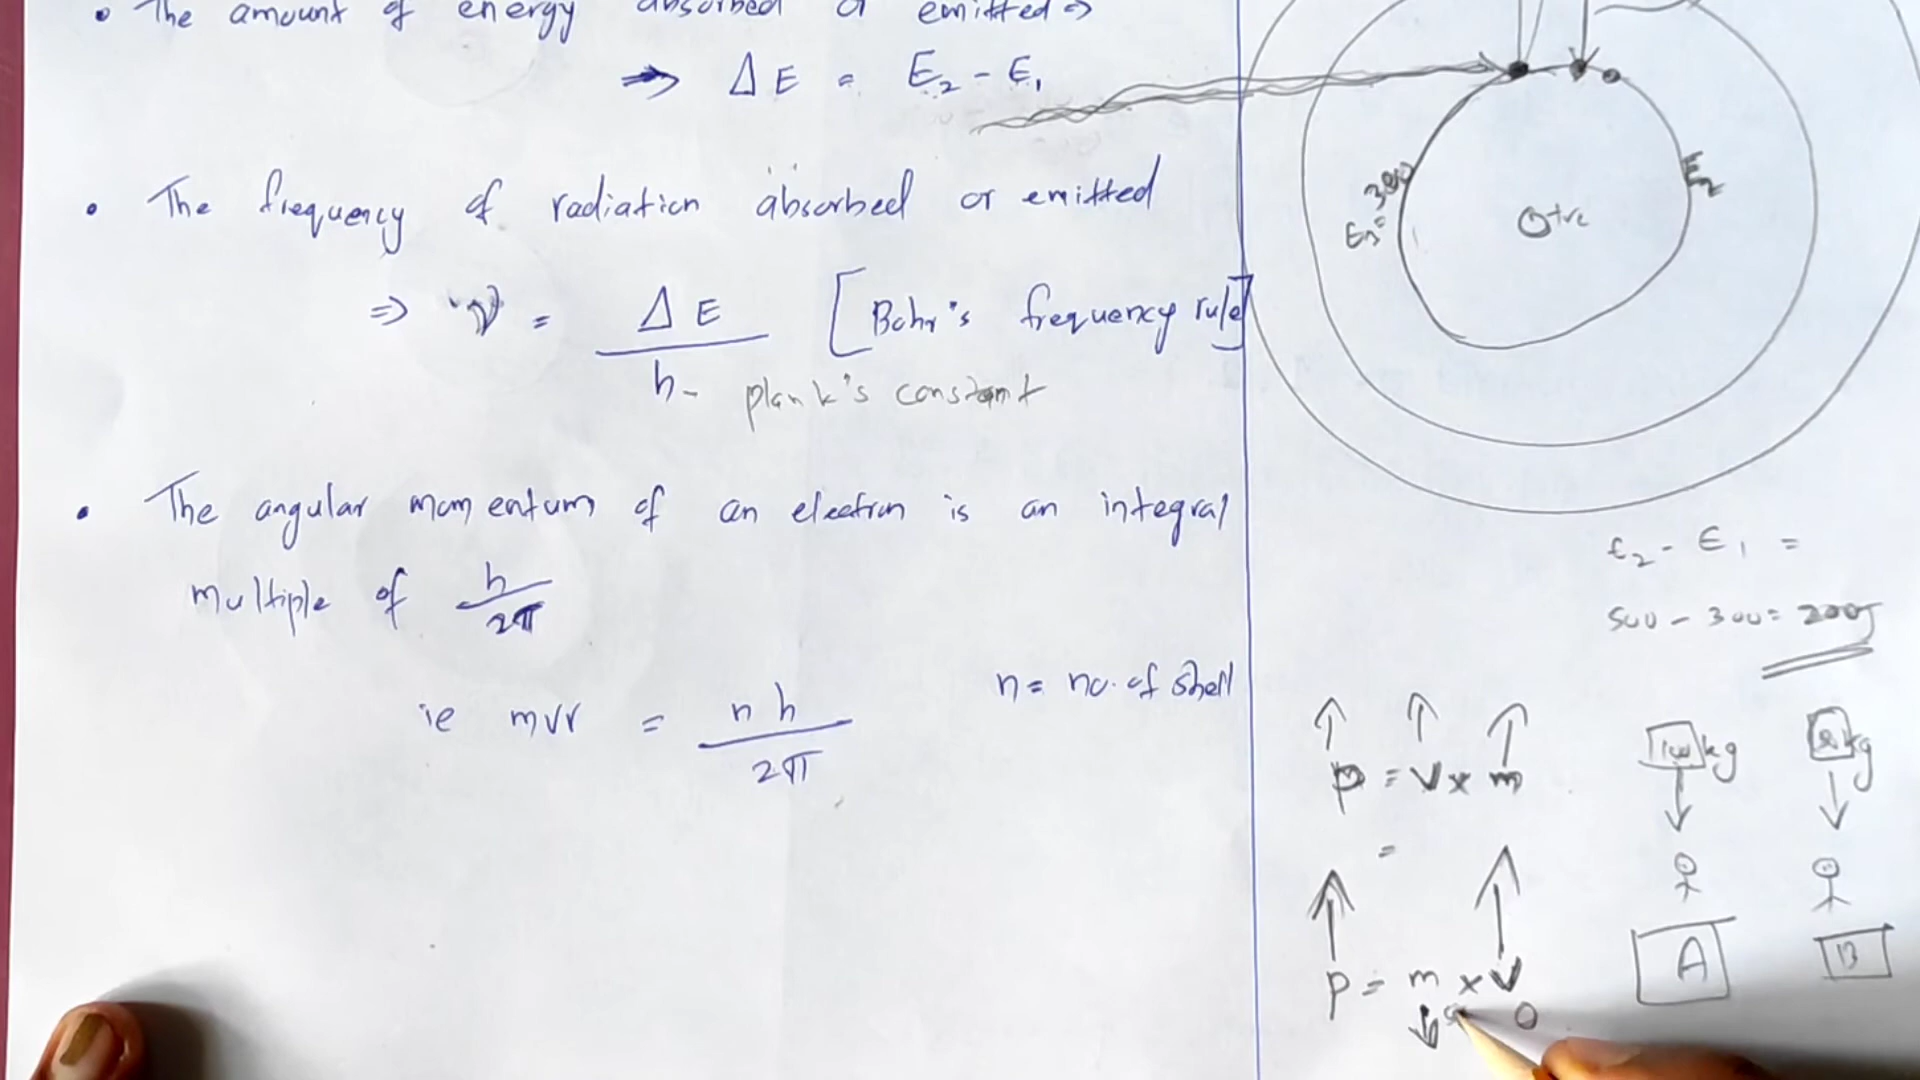 • The amount of energy absorbed or emitted ⇒
⇒ ΔE = E₂ - E₁
• The frequency of radiation absorbed or emitted
⇒ ν = ΔE / h [Bohr's frequency rule]
h - plank's constant
• The angular momentum of an electron is an integral
multiple of h / 2π
ie mvr = nh / 2π
n = no. of shell
E₂
300
+ve
E₂ - E₁ =
500 - 300 = 200J
↑ ↑ ↑
p = v x m
=
p = m x v
kg
kg
A
B